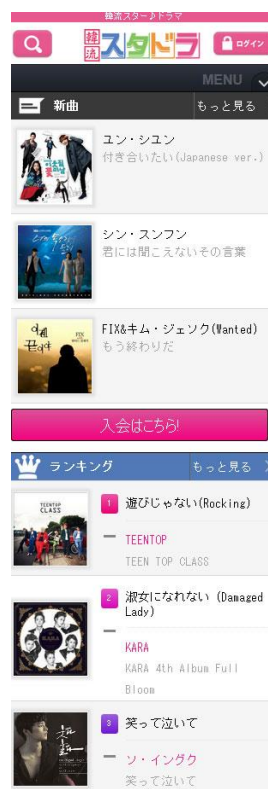 韓流スター♪ドラマ
韓流スタドラ
ログイン
MENU
新曲
もっと見る
ユン・シユン
付き合いたい(Japanese ver.)
シン・スンフン
君には聞こえないその言葉
FIX&キム・ジェソク(Wanted)
もう終わりだ
入会はこちら!
ランキング
もっと見る
1
遊びじゃない(Rocking)
TEENTOP
TEEN TOP CLASS
2
淑女になれない (Damaged
Lady)
KARA
KARA 4th Album Full
Bloom
3
笑って泣いて
ソ・イングク
笑って泣いて
TEENTOP
CLASS
KARA
FIX